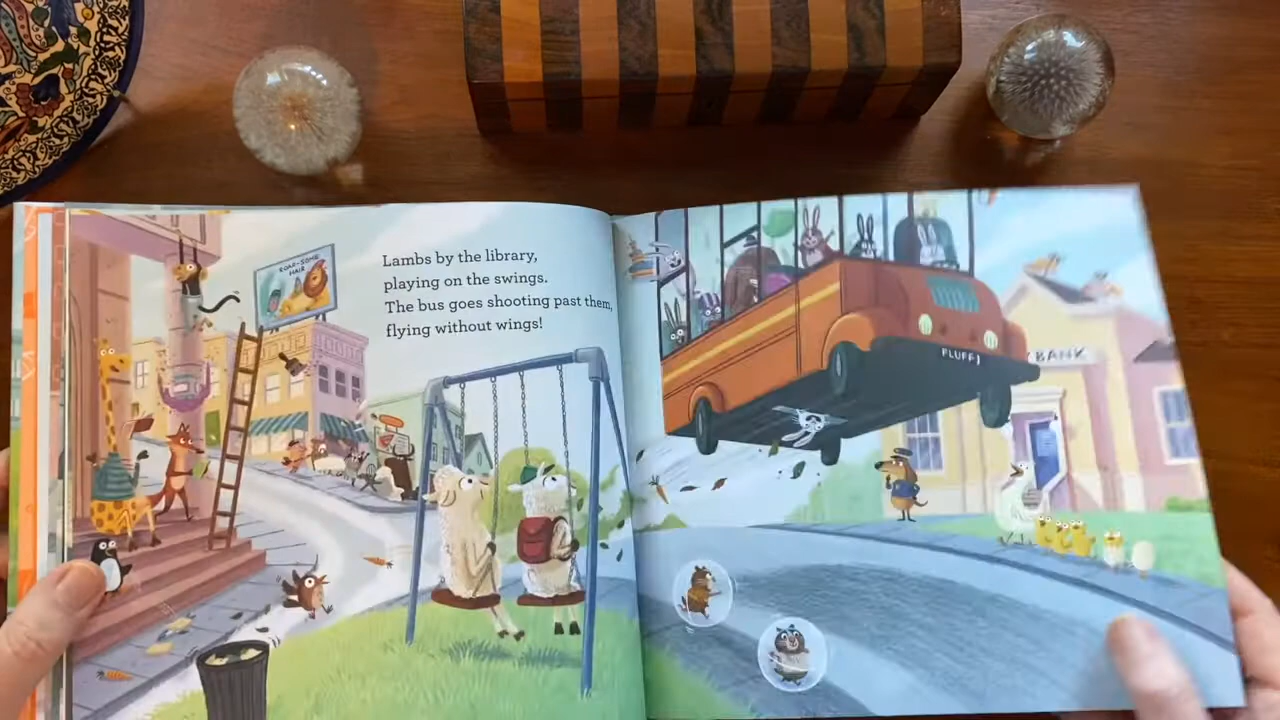 ROAR-SOME
HAIR
Lambs by the library,
playing on the swings.
The bus goes shooting past them,
flying without wings!
BANK